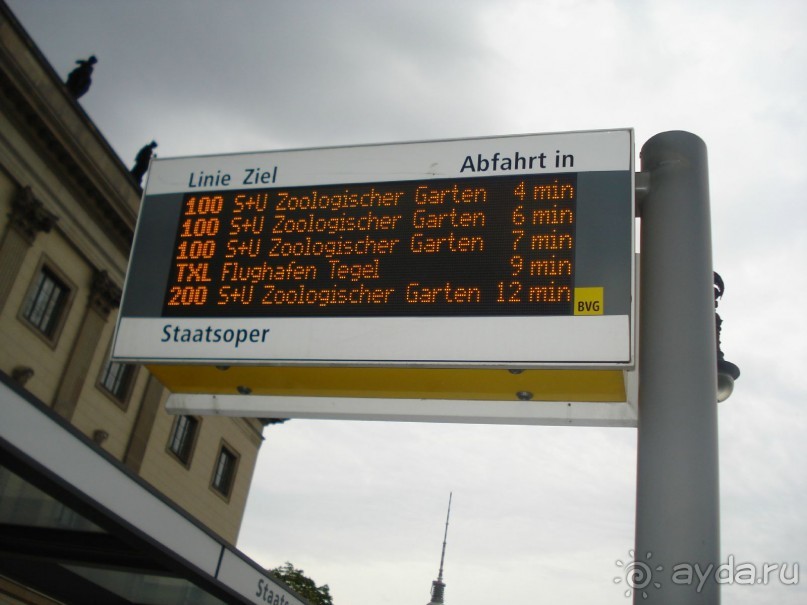 Linie Ziel Abfahrt in
100 S+U Zoologischer Garten 4 min
100 S+U Zoologischer Garten 6 min
100 S+U Zoologischer Garten 7 min
TXL Flughafen Tegel 9 min
200 S+U Zoologischer Garten 12 min
BVG
Staatsoper
ayda.ru